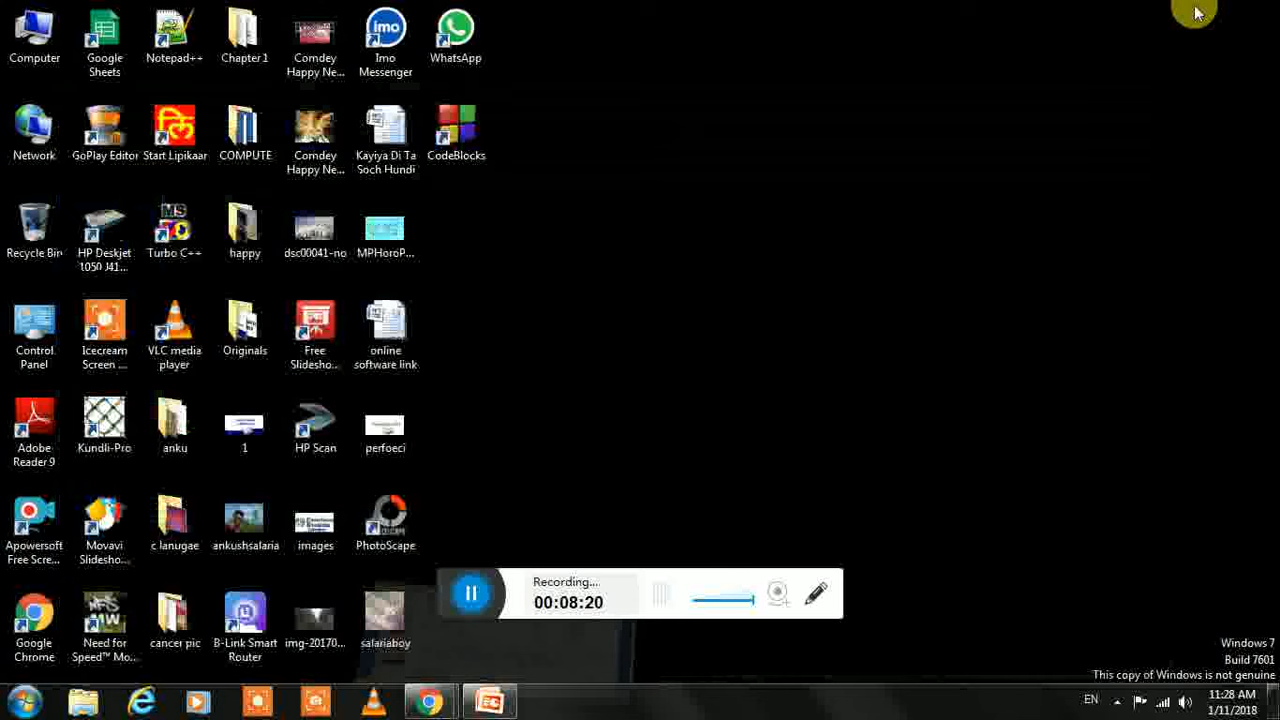 Computer
Google
Sheets
Notepad++
Chapter 1
Comdey
Happy Ne...
Imo
Messenger
WhatsApp
Network
GoPlay Editor
Start Lipikaar
COMPUTE
Comdey
Happy Ne...
Kayiya Di Ta
Soch Hundi
CodeBlocks
Recycle Bin
HP Deskjet
1050 J41...
Turbo C++
happy
dsc00041-no
MPHoroP...
Control
Panel
Icecream
Screen ...
VLC media
player
Originals
Free
Slidesho...
online
software link
Adobe
Reader 9
Kundli-Pro
anku
1
HP Scan
perfoeci
Apowersoft
Free Scre...
Movavi
Slidesho...
c lanugae
ankushsalaria
images
PhotoScape
Google
Chrome
Need for
Speed™ Mo...
cancer pic
B-Link Smart
Router
img-20170...
salariaboy
imo
लि
Recording....
00:08:20
Windows 7
Build 7601
This copy of Windows is not genuine
EN
11:28 AM
1/11/2018